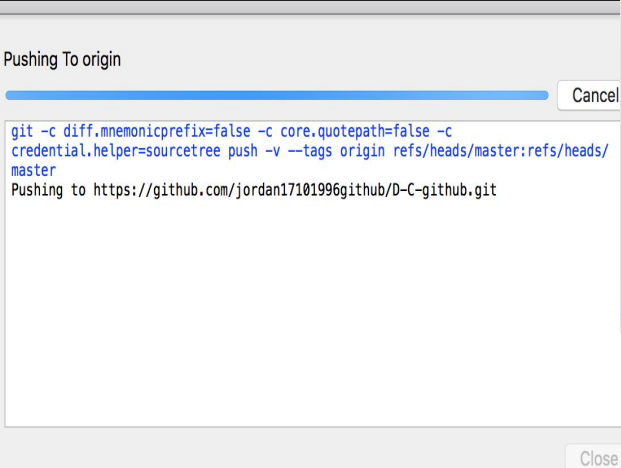 Pushing To origin
Cancel
git -c diff.mnemonicprefix=false -c core.quotepath=false -c
credential.helper=sourcetree push -v --tags origin refs/heads/master:refs/heads/
master
Pushing to https://github.com/jordan17101996github/D-C-github.git
Close